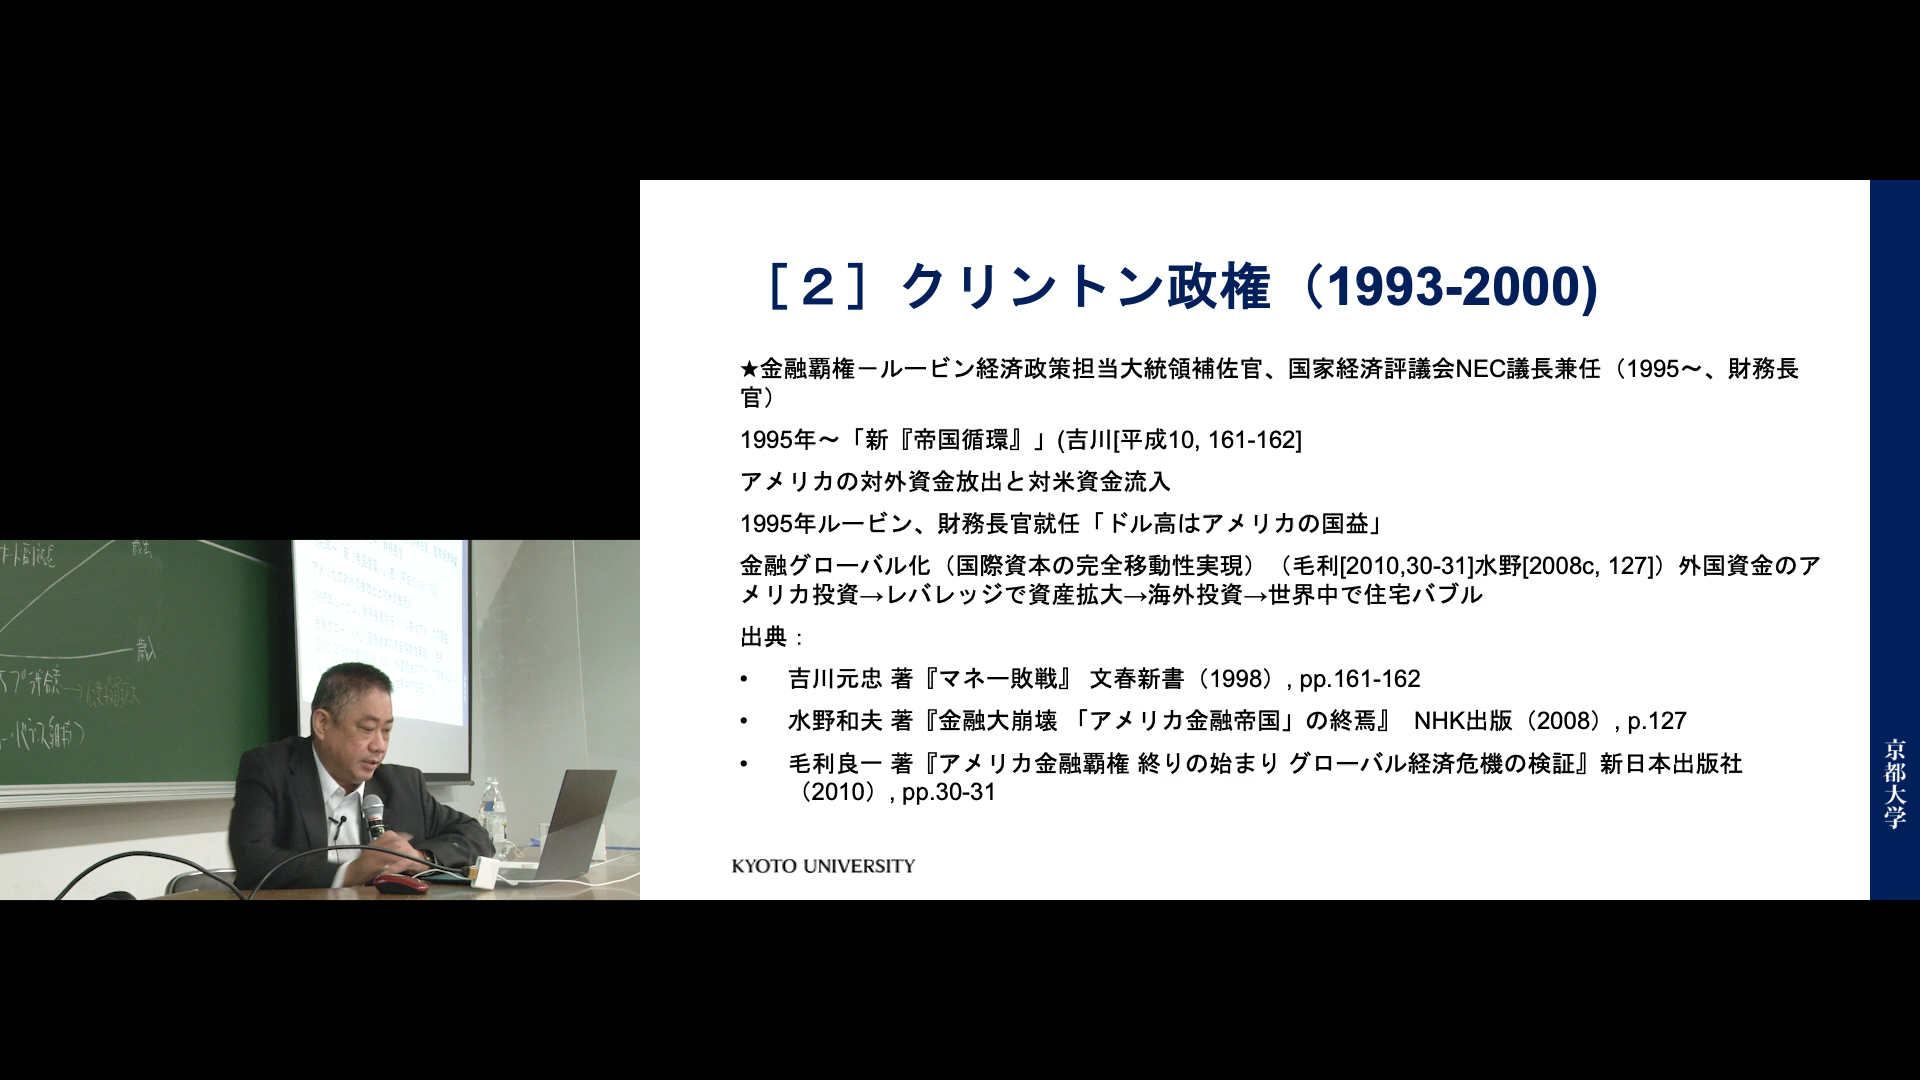 ［２］クリントン政権（1993-2000)
★金融覇権－ルービン経済政策担当大統領補佐官、国家経済評議会NEC議長兼任（1995～、財務長
官）
1995年～「新『帝国循環』」(吉川[平成10, 161-162]
アメリカの対外資金放出と対米資金流入
1995年ルービン、財務長官就任「ドル高はアメリカの国益」
金融グローバル化（国際資本の完全移動性実現）（毛利[2010,30-31]水野[2008c, 127]）外国資金のア
メリカ投資→レバレッジで資産拡大→海外投資→世界中で住宅バブル
出典：
• 吉川元忠 著『マネー敗戦』 文春新書（1998）, pp.161-162
• 水野和夫 著『金融大崩壊 「アメリカ金融帝国」の終焉』 NHK出版（2008）, p.127
• 毛利良一 著『アメリカ金融覇権 終りの始まり グローバル経済危機の検証』新日本出版社
（2010）, pp.30-31
KYOTO UNIVERSITY
京都大学
歳出
歳入